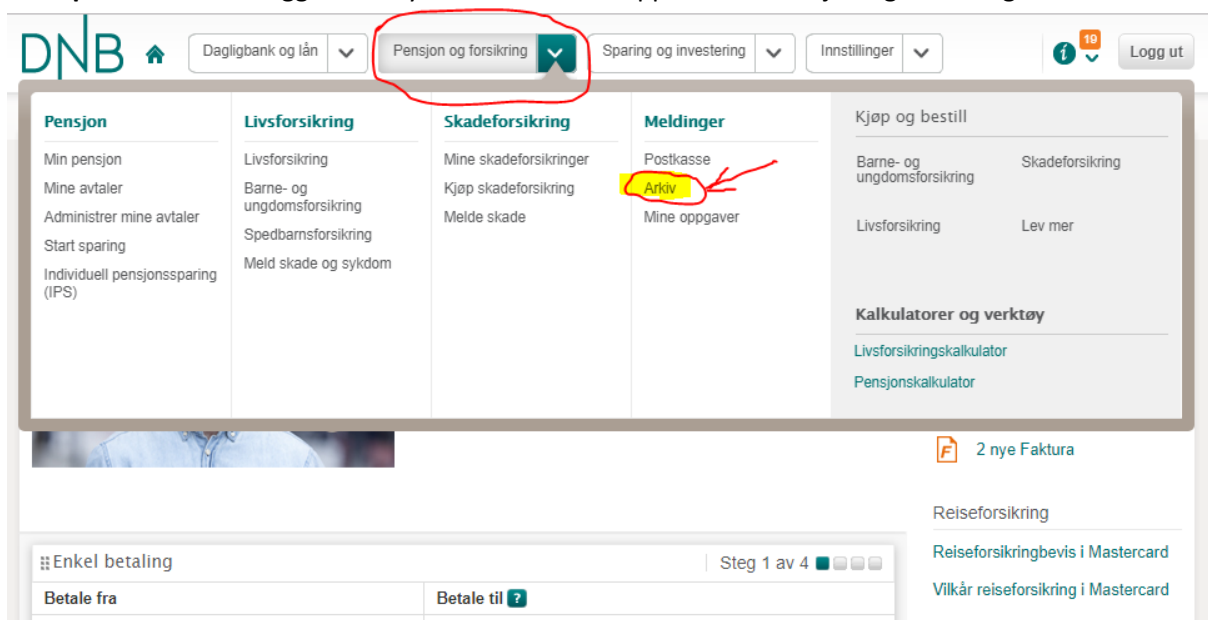 DNB
Dagligbank og lån
Pensjon og forsikring
Sparing og investering
Innstillinger
i
19
Logg ut
Pensjon
Min pensjon
Mine avtaler
Administrer mine avtaler
Start sparing
Individuell pensjonssparing
(IPS)
Livsforsikring
Livsforsikring
Barne- og
ungdomsforsikring
Spedbarnsforsikring
Meld skade og sykdom
Skadeforsikring
Mine skadeforsikringer
Kjøp skadeforsikring
Melde skade
Meldinger
Postkasse
Arkiv
Mine oppgaver
Kjøp og bestill
Barne- og
ungdomsforsikring
Skadeforsikring
Livsforsikring
Lev mer
Kalkulatorer og verktøy
Livsforsikringskalkulator
Pensjonskalkulator
F 2 nye Faktura
Reiseforsikring
Reiseforsikringbevis i Mastercard
Vilkår reiseforsikring i Mastercard
Enkel betaling
Steg 1 av 4
Betale fra
Betale til ?